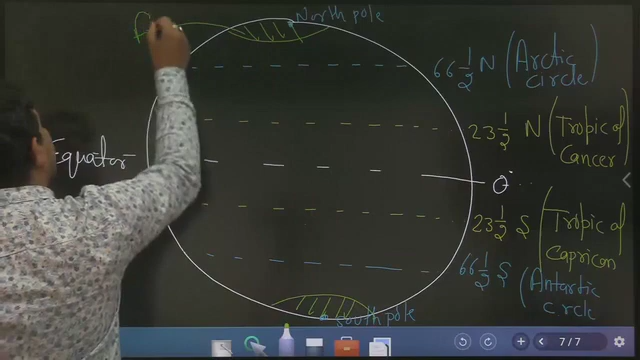 North pole
66 1/2 N (Arctic
Circle)
23 1/2 N (Tropic of
Cancer)
Equator
0°
23 1/2 S (Tropic of
Capricon
66 1/2 S (Antartic
circle
South pole
7 / 7